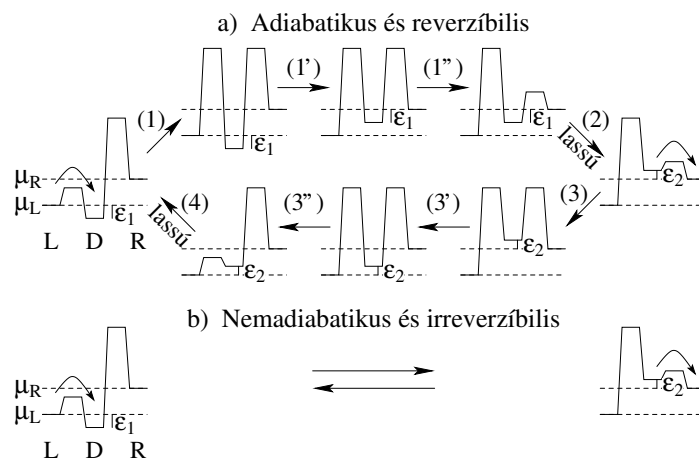 a) Adiabatikus és reverzíbilis
(1)
(1')
(1'')
(2)
lassú
ε1
ε1
ε1
μR
μL
ε1
L D R
ε2
(3)
(4)
lassú
(3'')
(3')
ε2
ε2
ε2
b) Nemadiabatikus és irreverzíbilis
μR
μL
ε1
L D R
ε2